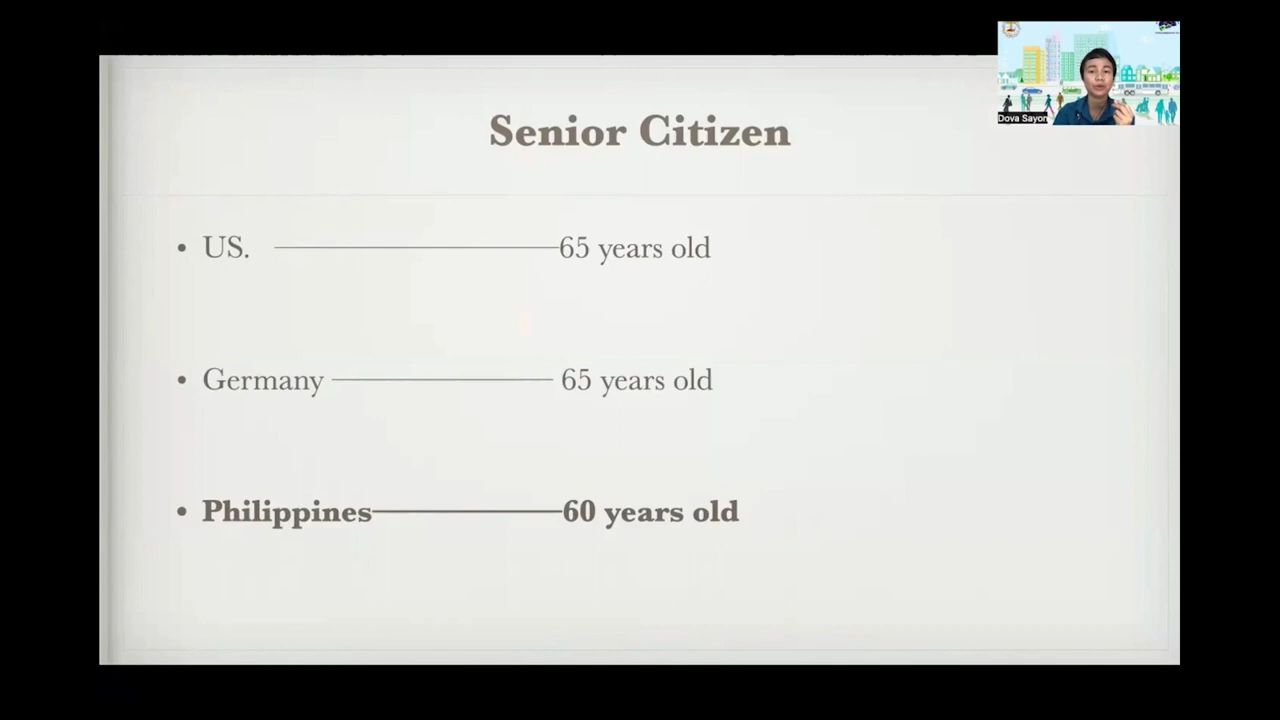 Senior Citizen
• US. 65 years old
• Germany 65 years old
• Philippines 60 years old
Dova Sayon